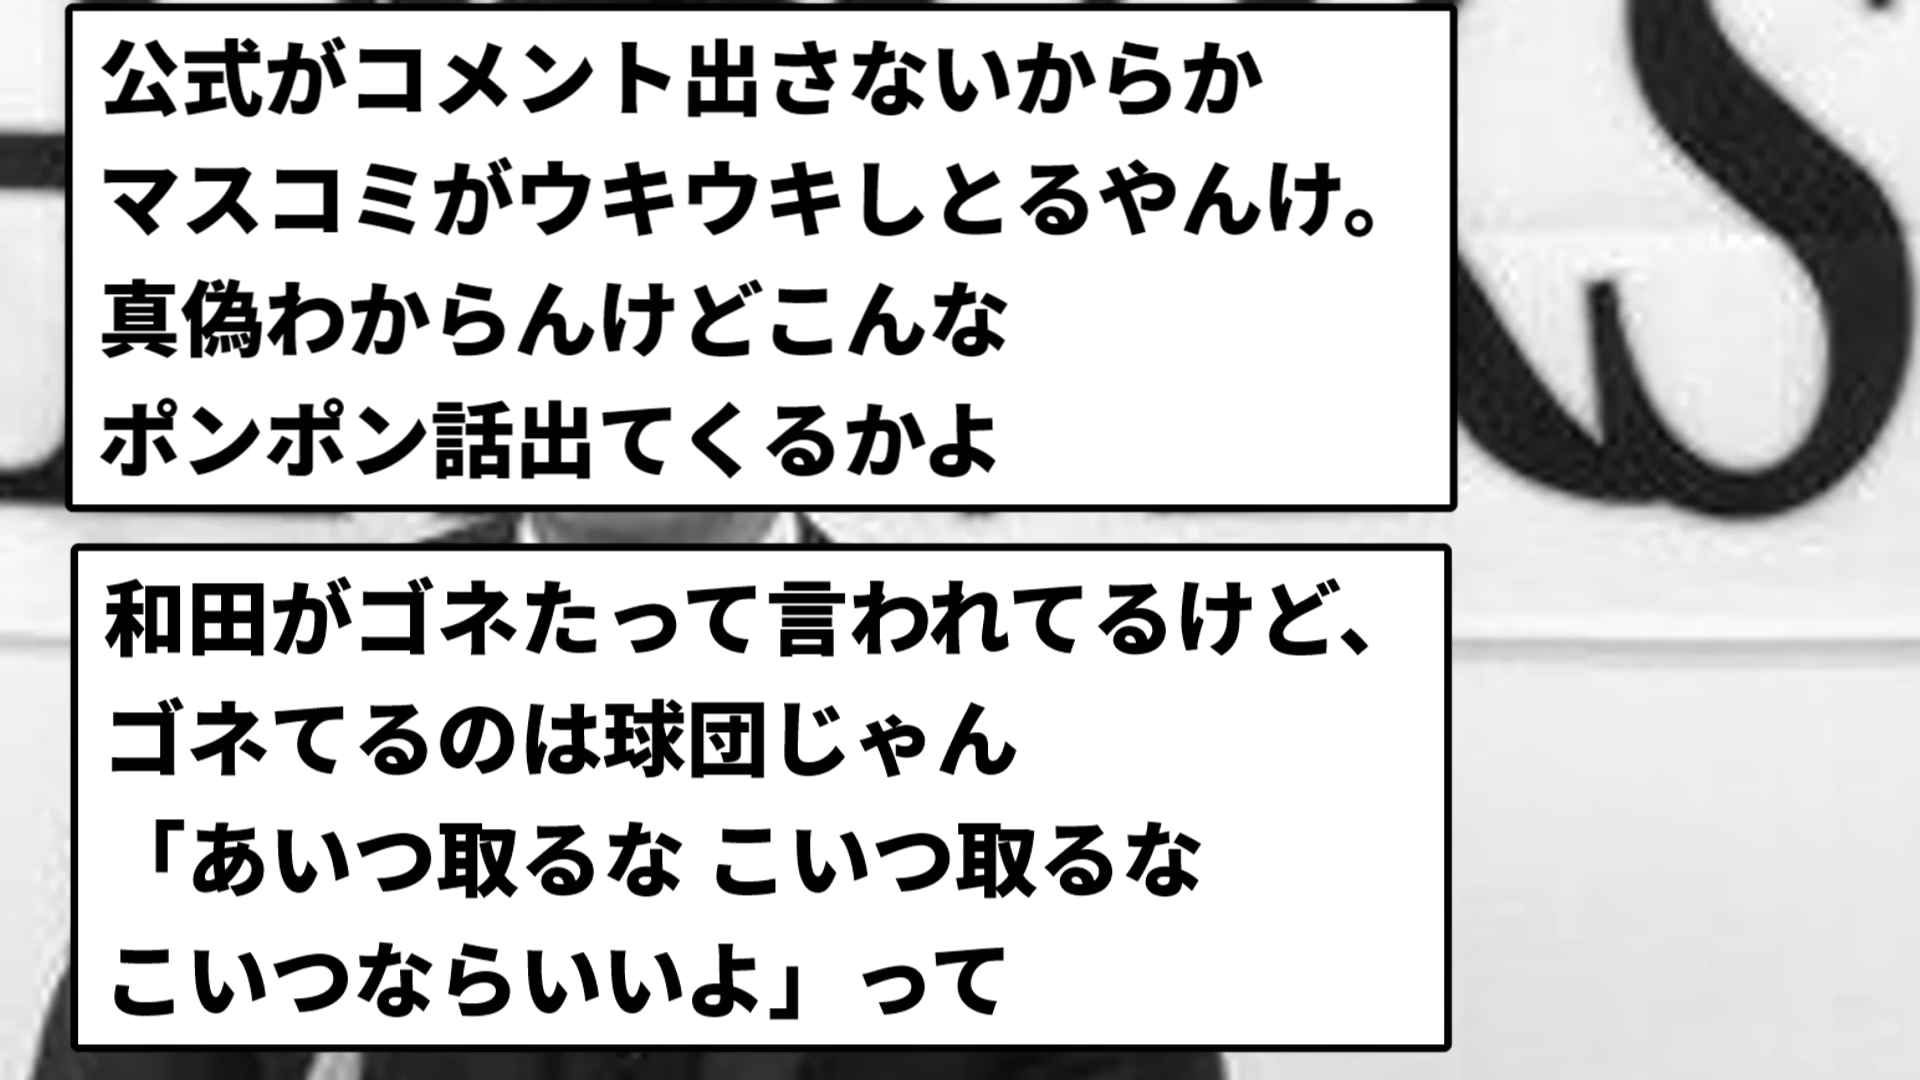 公式がコメント出さないからか
マスコミがウキウキしとるやんけ。
真偽わからんけどこんな
ポンポン話出てくるかよ
和田がゴネたって言われてるけど、
ゴネてるのは球団じゃん
「あいつ取るな こいつ取るな
こいつならいいよ」って